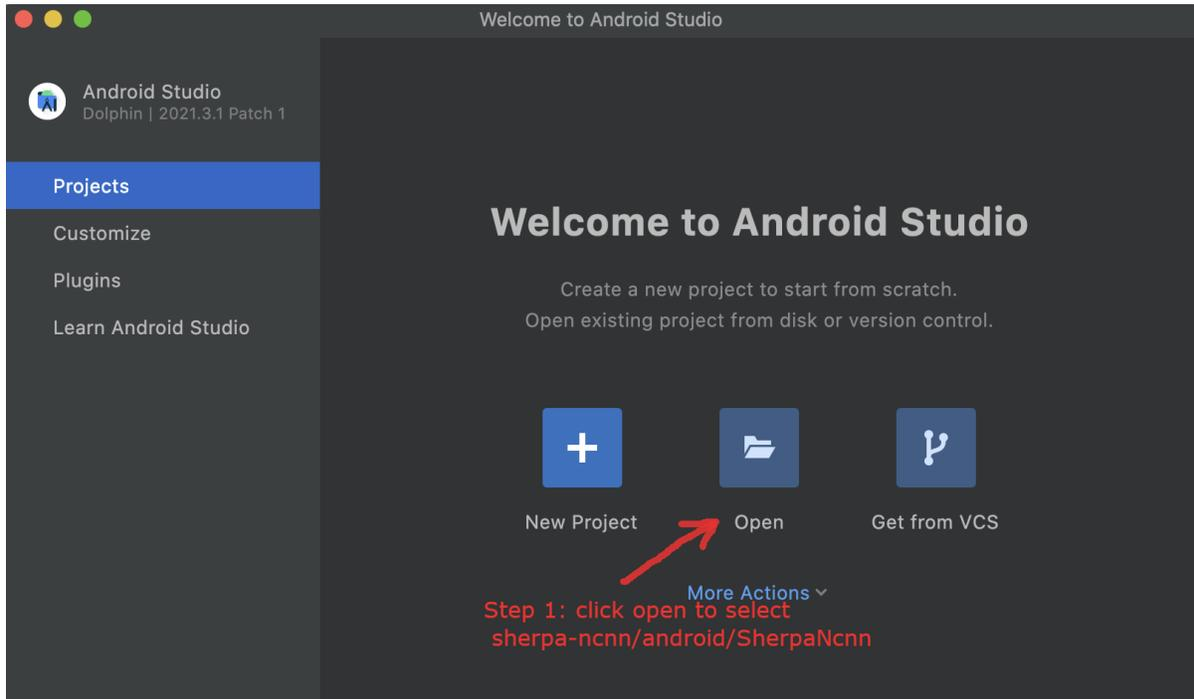 Welcome to Android Studio
Android Studio
Dolphin | 2021.3.1 Patch 1
Projects
Customize
Plugins
Learn Android Studio
Welcome to Android Studio
Create a new project to start from scratch.
Open existing project from disk or version control.
New Project
Open
Get from VCS
More Actions
Step 1: click open to select
sherpa-ncnn/android/SherpaNcnn